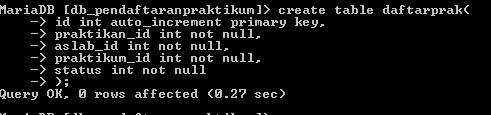 MariaDB [db_pendaftaranpraktikum]> create table daftarprak(
    -> id int auto_increment primary key,
    -> praktikan_id int not null,
    -> aslab_id int not null,
    -> praktikum_id int not null,
    -> status int not null
    -> );
Query OK, 0 rows affected (0.27 sec)